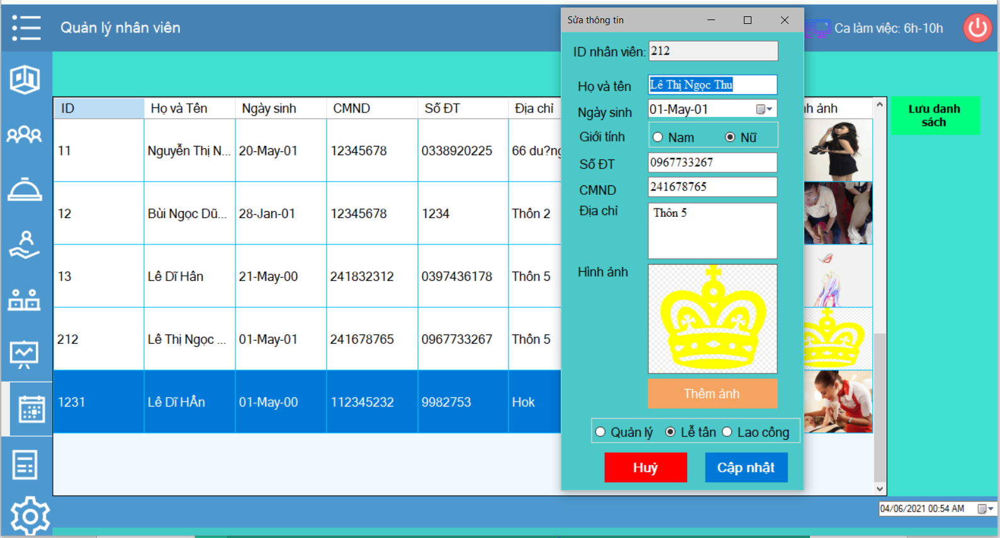 Quản lý nhân viên
Ca làm việc: 6h-10h
Sửa thông tin
ID nhân viên: 212
Họ và tên Lê Thị Ngọc Thu
Ngày sinh 01-May-01
Giới tính Nam Nữ
Số ĐT 0967733267
CMND 241678765
Địa chỉ Thôn 5
Hình ảnh
Thêm ảnh
Quản lý Lễ tân Lao công
Huỷ Cập nhật
ID Họ và Tên Ngày sinh CMND Số ĐT Địa chỉ nh ảnh
11 Nguyễn Thị N... 20-May-01 12345678 0338920225 66 du?ng
12 Bùi Ngọc Dũ... 28-Jan-01 12345678 1234 Thôn 2
13 Lê Dĩ Hân 21-May-00 241832312 0397436178 Thôn 5
212 Lê Thị Ngọc ... 01-May-01 241678765 0967733267 Thôn 5
1231 Lê Dĩ HÂn 01-May-00 112345232 9982753 Hok
Lưu danh
sách
04/06/2021 00:54 AM